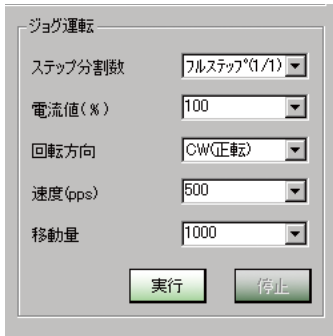 ジョグ運転
ステップ分割数 フルステップ(1/1)
電流値(%) 100
回転方向 CW(正転)
速度(pps) 500
移動量 1000
実行 停止